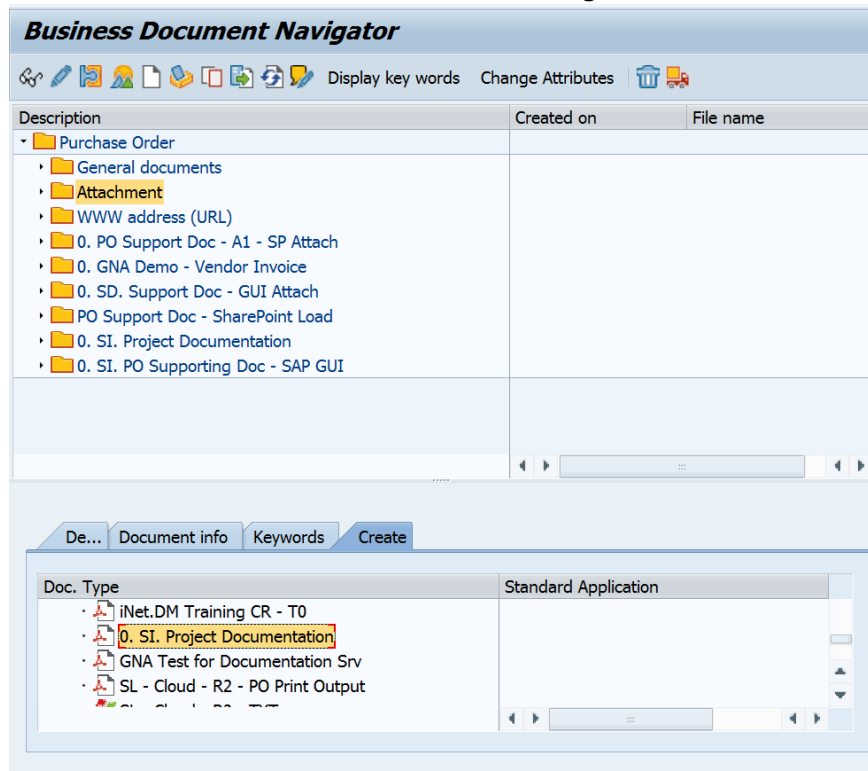 Business Document Navigator
Display key words Change Attributes
Description Created on File name
Purchase Order
General documents
Attachment
WWW address (URL)
0. PO Support Doc - A1 - SP Attach
0. GNA Demo - Vendor Invoice
0. SD. Support Doc - GUI Attach
PO Support Doc - SharePoint Load
0. SI. Project Documentation
0. SI. PO Supporting Doc - SAP GUI
De... Document info Keywords Create
Doc. Type Standard Application
iNet.DM Training CR - T0
0. SI. Project Documentation
GNA Test for Documentation Srv
SL - Cloud - R2 - PO Print Output